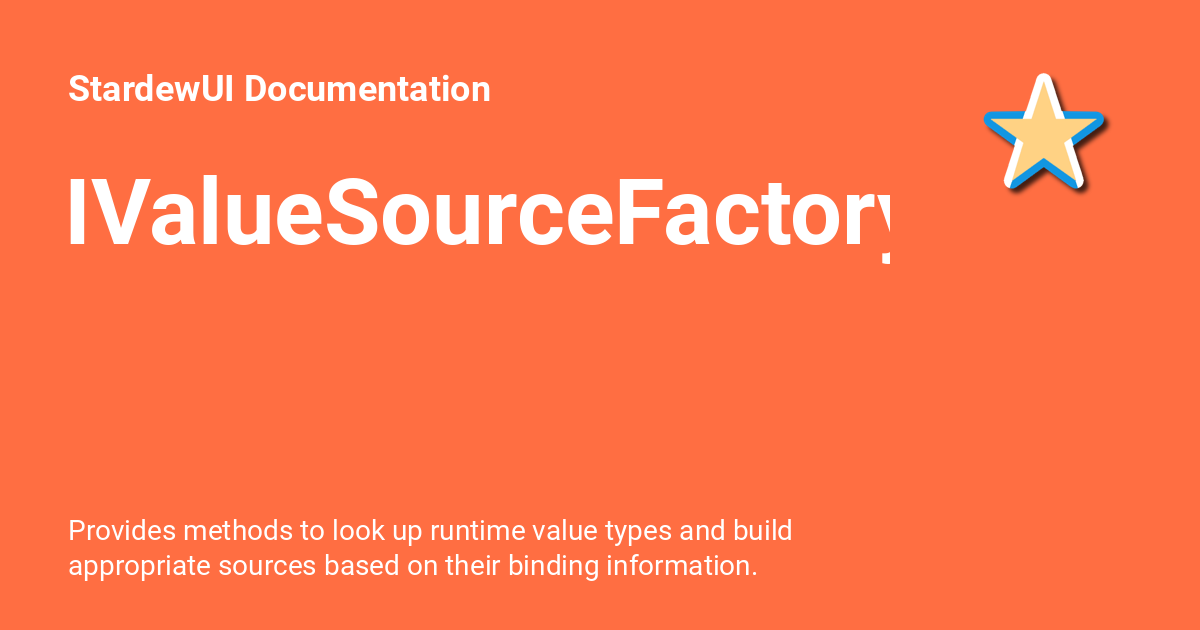 StardewUI Documentation
IValueSourceFactory
Provides methods to look up runtime value types and build
appropriate sources based on their binding information.